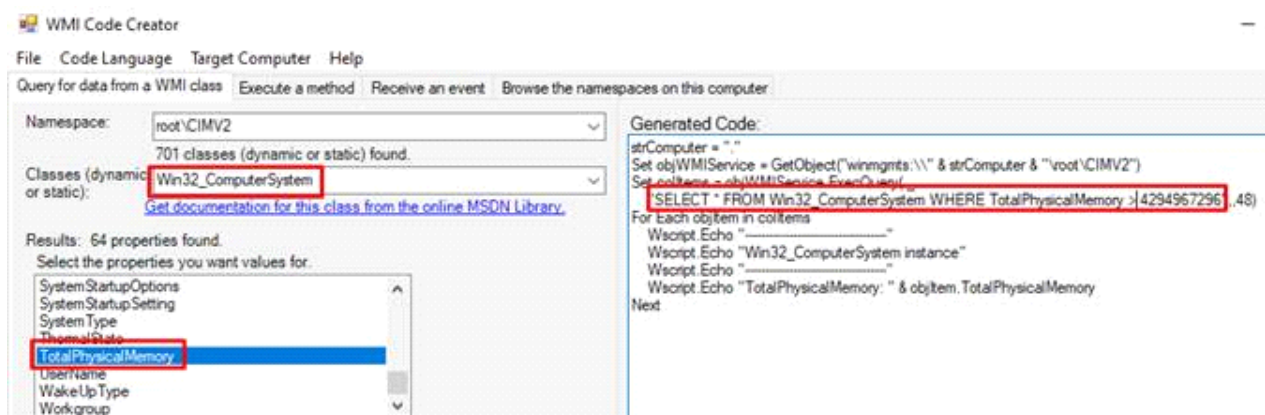 WMI Code Creator
File Code Language Target Computer Help
Query for data from a WMI class Execute a method Receive an event Browse the namespaces on this computer
Namespace:
root\CIMV2
701 classes (dynamic or static) found.
Classes (dynamic
or static):
Win32_ComputerSystem
Get documentation for this class from the online MSDN Library.
Results: 64 properties found.
Select the properties you want values for.
SystemStartupOptions
SystemStartupSetting
SystemType
ThermalState
TotalPhysicalMemory
UserName
WakeUpType
Workgroup
Generated Code:
strComputer = "."
Set objWMIService = GetObject("winmgmts:\\" & strComputer & "\root\CIMV2")
Set colItems = objWMIService.ExecQuery( _
"SELECT * FROM Win32_ComputerSystem WHERE TotalPhysicalMemory > 4294967296",,48)
For Each objItem in colItems
Wscript.Echo "-----------------------------------"
Wscript.Echo "Win32_ComputerSystem instance"
Wscript.Echo "-----------------------------------"
Wscript.Echo "TotalPhysicalMemory: " & objItem.TotalPhysicalMemory
Next